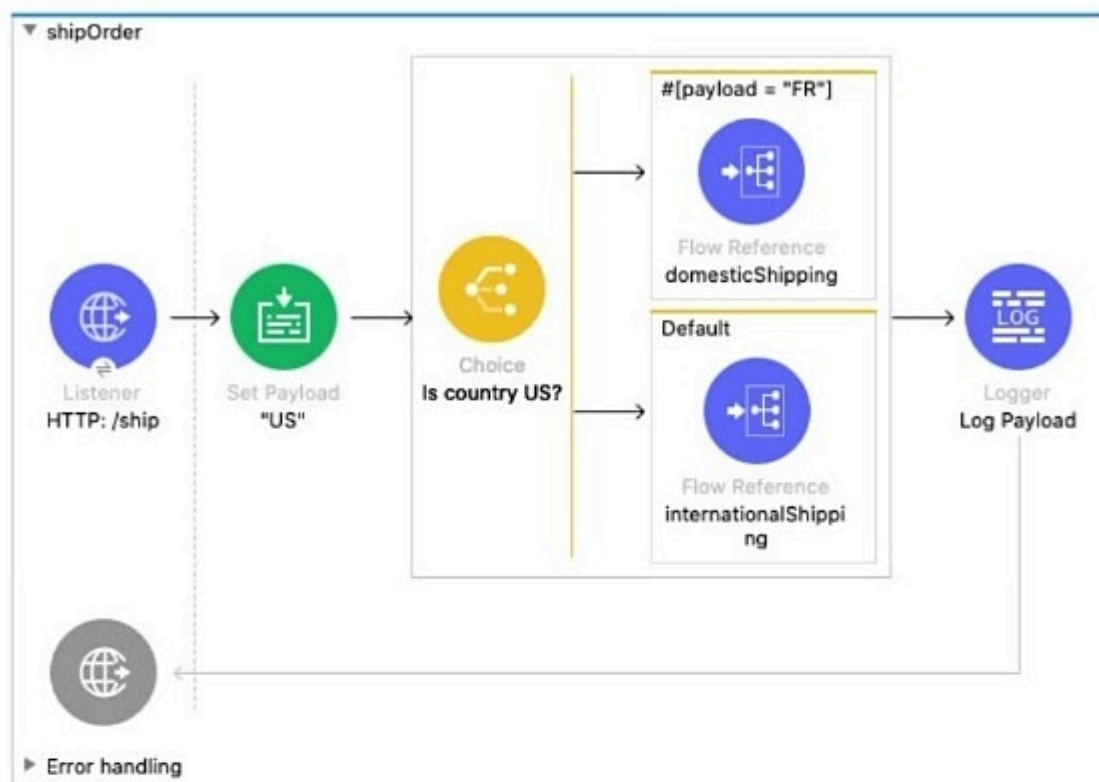 shipOrder
#[payload = "FR"]
Flow Reference
domesticShipping
Listener
HTTP: /ship
Set Payload
"US"
Choice
Is country US?
Default
Flow Reference
internationalShippi
ng
LOG
Logger
Log Payload
Error handling